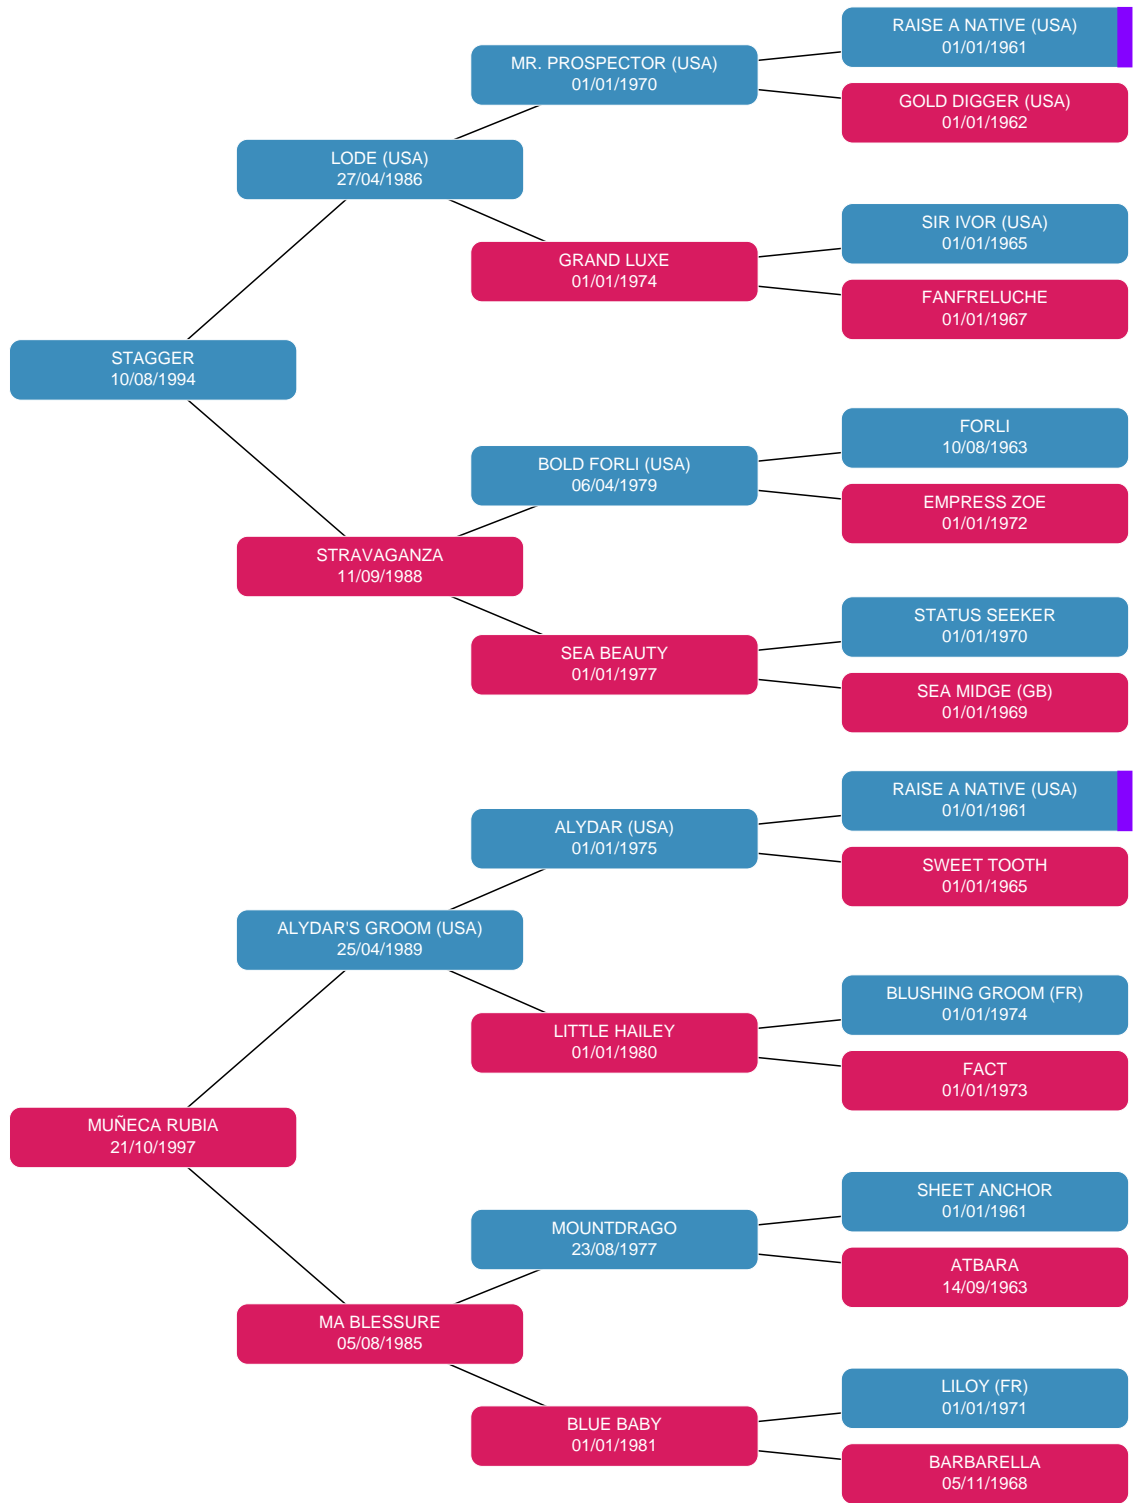 RAISE A NATIVE (USA)
01/01/1961
MR. PROSPECTOR (USA)
01/01/1970
GOLD DIGGER (USA)
01/01/1962
LODE (USA)
27/04/1986
SIR IVOR (USA)
01/01/1965
GRAND LUXE
01/01/1974
FANFRELUCHE
01/01/1967
STAGGER
10/08/1994
FORLI
10/08/1963
BOLD FORLI (USA)
06/04/1979
EMPRESS ZOE
01/01/1972
STRAVAGANZA
11/09/1988
STATUS SEEKER
01/01/1970
SEA BEAUTY
01/01/1977
SEA MIDGE (GB)
01/01/1969
RAISE A NATIVE (USA)
01/01/1961
ALYDAR (USA)
01/01/1975
SWEET TOOTH
01/01/1965
ALYDAR'S GROOM (USA)
25/04/1989
BLUSHING GROOM (FR)
01/01/1974
LITTLE HAILEY
01/01/1980
FACT
01/01/1973
MUÑECA RUBIA
21/10/1997
SHEET ANCHOR
01/01/1961
MOUNTDRAGO
23/08/1977
ATBARA
14/09/1963
MA BLESSURE
05/08/1985
LILOY (FR)
01/01/1971
BLUE BABY
01/01/1981
BARBARELLA
05/11/1968